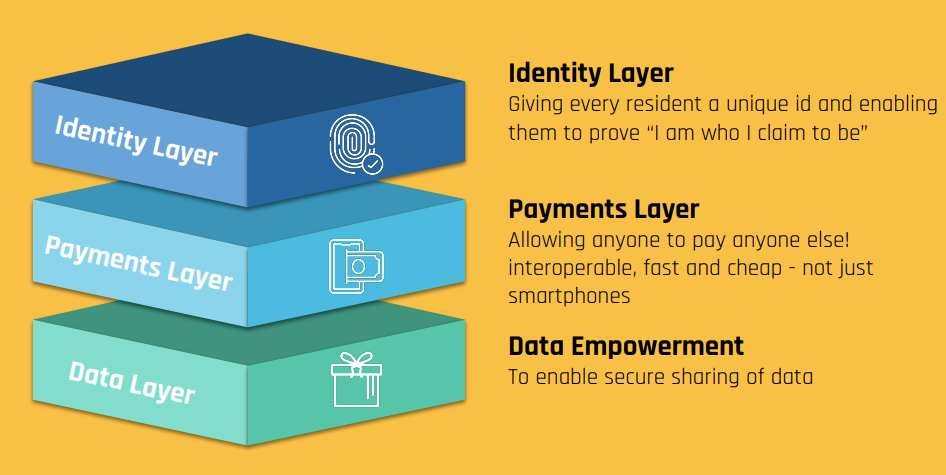 Identity Layer
Payments Layer
Data Layer
Identity Layer
Giving every resident a unique id and enabling
them to prove “I am who I claim to be”
Payments Layer
Allowing anyone to pay anyone else!
interoperable, fast and cheap - not just
smartphones
Data Empowerment
To enable secure sharing of data